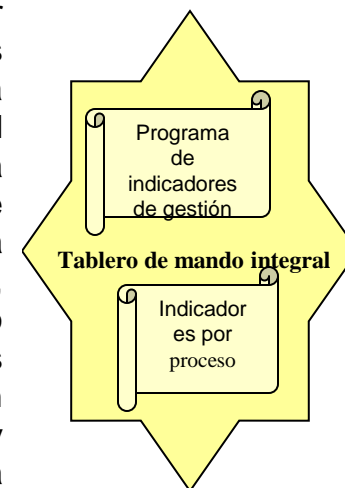 Programa
de
indicadores
de gestión
Tablero de mando integral
Indicador
es por
proceso